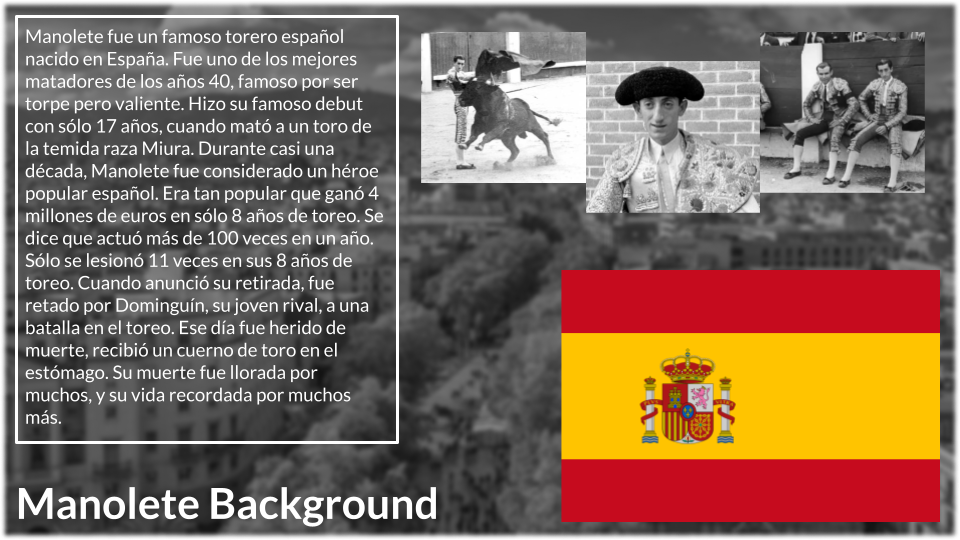 Manolete fue un famoso torero español
nacido en España. Fue uno de los mejores
matadores de los años 40, famoso por ser
torpe pero valiente. Hizo su famoso debut
con sólo 17 años, cuando mató a un toro de
la temida raza Miura. Durante casi una
década, Manolete fue considerado un héroe
popular español. Era tan popular que ganó 4
millones de euros en sólo 8 años de toreo. Se
dice que actuó más de 100 veces en un año.
Sólo se lesionó 11 veces en sus 8 años de
toreo. Cuando anunció su retirada, fue
retado por Dominguín, su joven rival, a una
batalla en el toreo. Ese día fue herido de
muerte, recibió un cuerno de toro en el
estómago. Su muerte fue llorada por
muchos, y su vida recordada por muchos
más.
Manolete Background